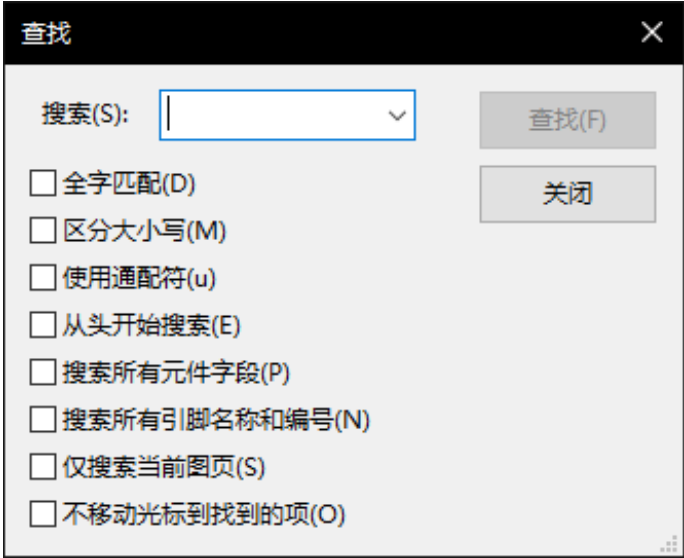 查找
搜索(S):
查找(F)
全字匹配(D)
关闭
区分大小写(M)
使用通配符(u)
从头开始搜索(E)
搜索所有元件字段(P)
搜索所有引脚名称和编号(N)
仅搜索当前图页(S)
不移动光标到找到的项(O)